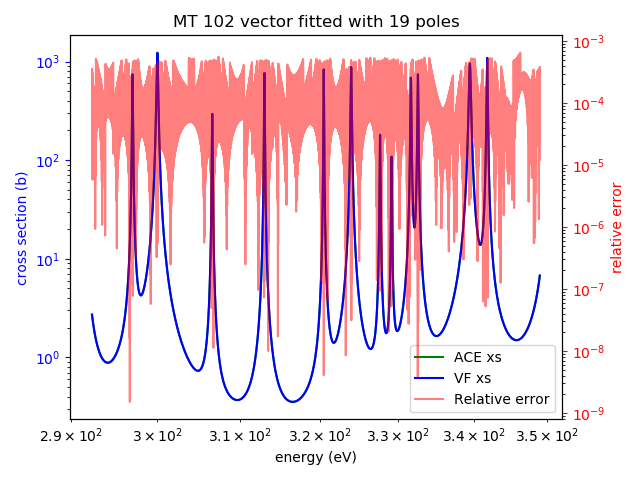 MT 102 vector fitted with 19 poles
10³
10²
10¹
10⁰
cross section (b)
10⁻³
10⁻⁴
10⁻⁵
10⁻⁶
10⁻⁷
10⁻⁸
10⁻⁹
relative error
ACE xs
VF xs
Relative error
2.9 × 10² 3 × 10² 3.1 × 10² 3.2 × 10² 3.3 × 10² 3.4 × 10² 3.5 × 10²
energy (eV)